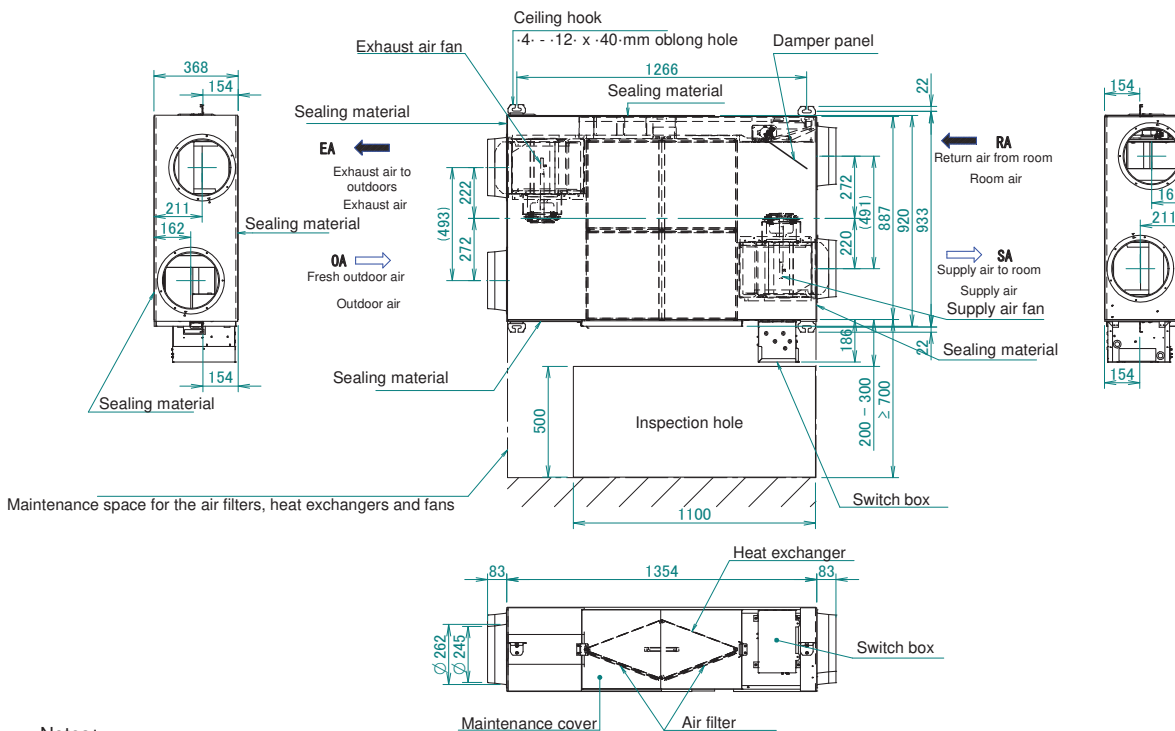 Ceiling hook
·4· - ·12· x ·40·mm oblong hole
Exhaust air fan
Damper panel
368
154
1266
22
154
Sealing material
Sealing material
EA
Exhaust air to
outdoors
Exhaust air
RA
Return air from room
Room air
211
162
Sealing material
(493)
222
272
272
(491)
220
887
920
933
211
OA
Fresh outdoor air
Outdoor air
SA
Supply air to room
Supply air
Supply air fan
186
22
Sealing material
Sealing material
154
Sealing material
154
500
Inspection hole
200 - 300
≥ 700
Maintenance space for the air filters, heat exchangers and fans
Switch box
1100
Heat exchanger
83
1354
83
∅ 262
∅ 245
Switch box
Maintenance cover
Air filter